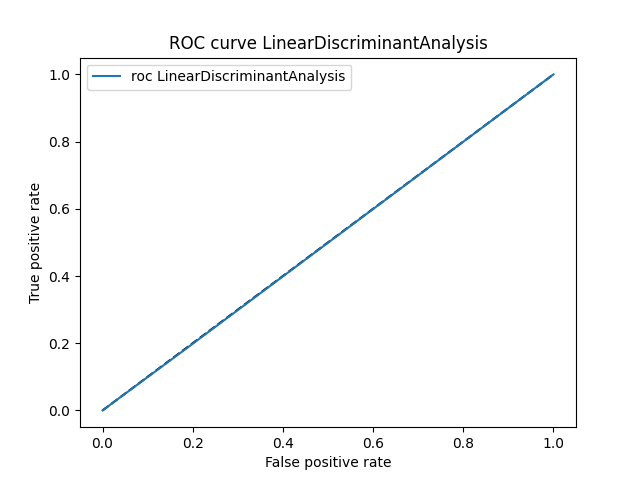 ROC curve LinearDiscriminantAnalysis
roc LinearDiscriminantAnalysis
1.0
0.8
0.6
0.4
0.2
0.0
True positive rate
0.0 0.2 0.4 0.6 0.8 1.0
False positive rate